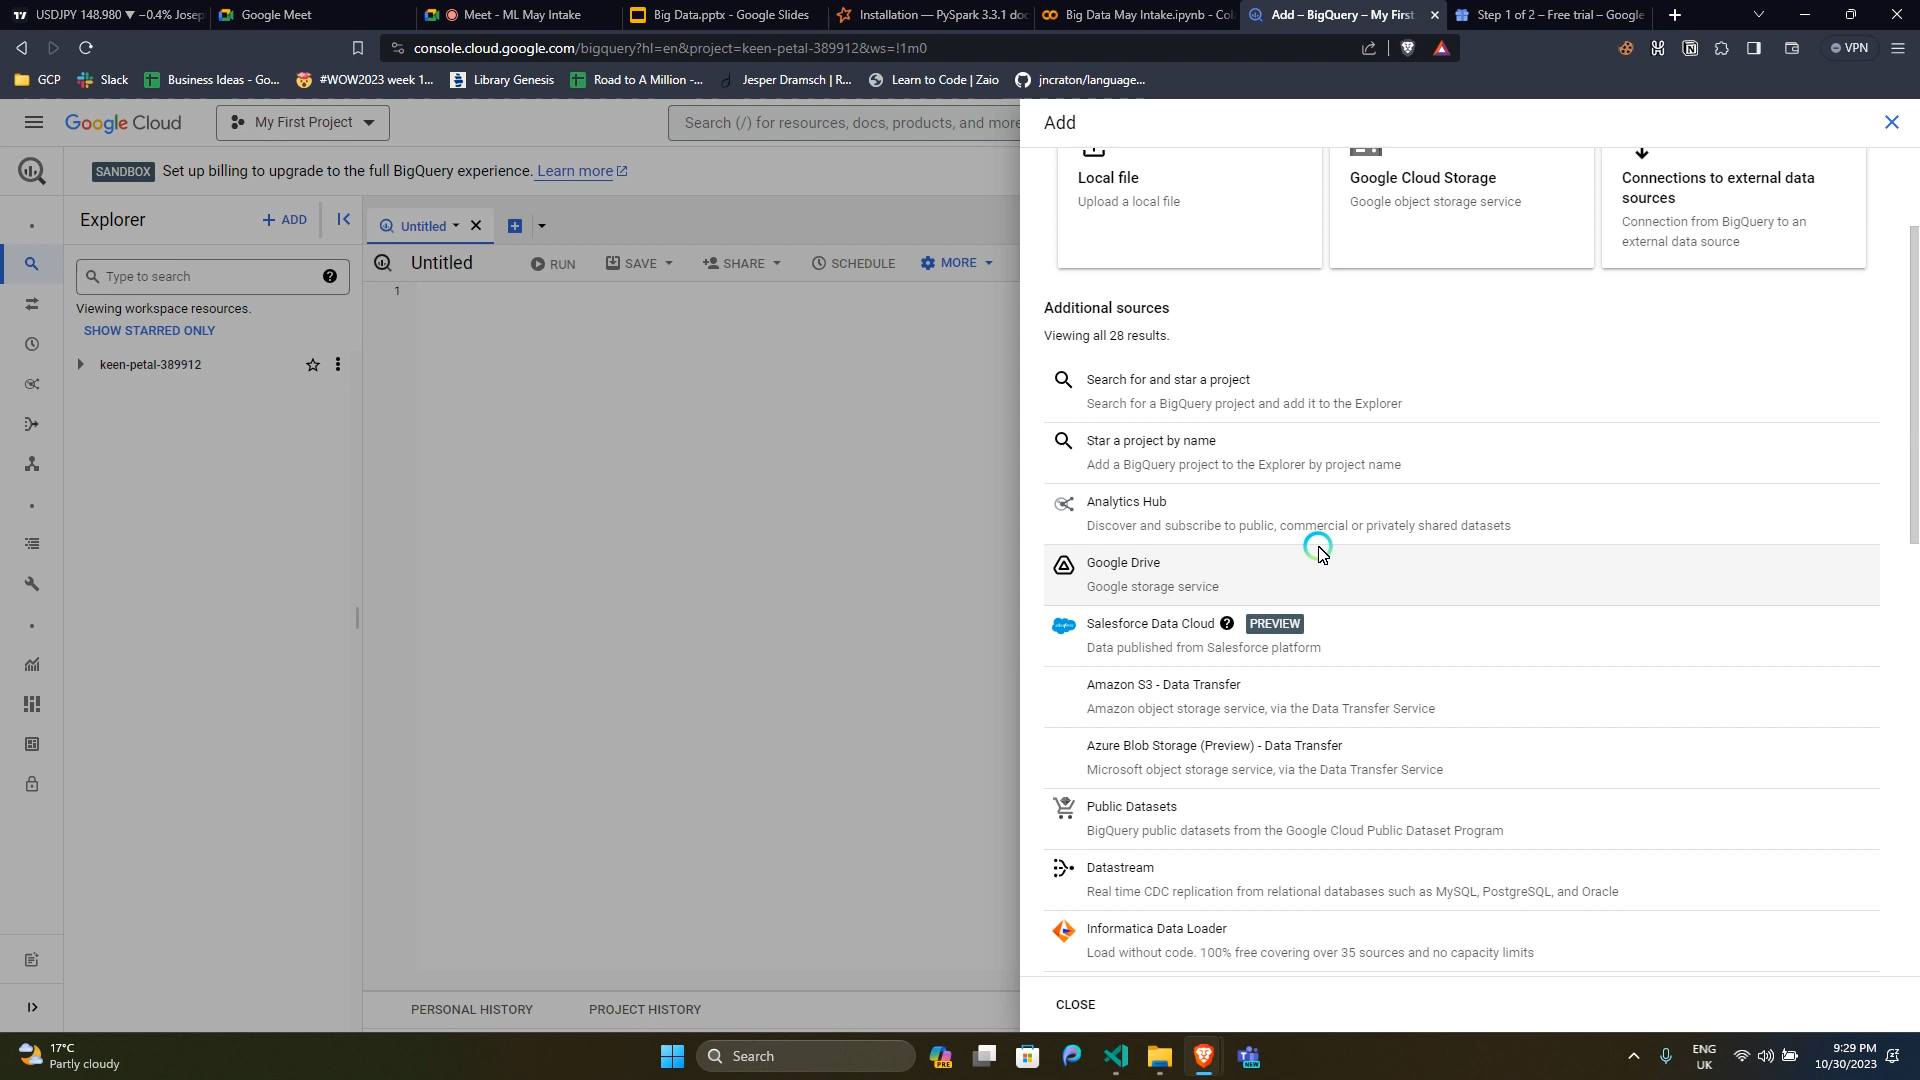 USDJPY 148.980 ▼ −0.4% Josep
Google Meet
Meet - ML May Intake
Big Data.pptx - Google Slides
Installation — PySpark 3.3.1 doc
Big Data May Intake.ipynb - Col
Add – BigQuery – My First
Step 1 of 2 – Free trial – Google
console.cloud.google.com/bigquery?hl=en&project=keen-petal-389912&ws=!1m0
VPN
GCP
Slack
Business Ideas - Go...
#WOW2023 week 1...
Library Genesis
Road to A Million -...
Jesper Dramsch | R...
Learn to Code | Zaio
jncraton/language...
Google Cloud
My First Project
Search (/) for resources, docs, products, and more
Add
SANDBOX Set up billing to upgrade to the full BigQuery experience. Learn more
Explorer
+ ADD
Untitled
Type to search
Viewing workspace resources.
SHOW STARRED ONLY
keen-petal-389912
Untitled
RUN
SAVE
SHARE
SCHEDULE
MORE
1
PERSONAL HISTORY
PROJECT HISTORY
Local file
Upload a local file
Google Cloud Storage
Google object storage service
Connections to external data
sources
Connection from BigQuery to an
external data source
Additional sources
Viewing all 28 results.
Search for and star a project
Search for a BigQuery project and add it to the Explorer
Star a project by name
Add a BigQuery project to the Explorer by project name
Analytics Hub
Discover and subscribe to public, commercial or privately shared datasets
Google Drive
Google storage service
Salesforce Data Cloud PREVIEW
Data published from Salesforce platform
Amazon S3 - Data Transfer
Amazon object storage service, via the Data Transfer Service
Azure Blob Storage (Preview) - Data Transfer
Microsoft object storage service, via the Data Transfer Service
Public Datasets
BigQuery public datasets from the Google Cloud Public Dataset Program
Datastream
Real time CDC replication from relational databases such as MySQL, PostgreSQL, and Oracle
Informatica Data Loader
Load without code. 100% free covering over 35 sources and no capacity limits
CLOSE
17°C
Partly cloudy
Search
PRE
NEW
ENG
UK
9:29 PM
10/30/2023